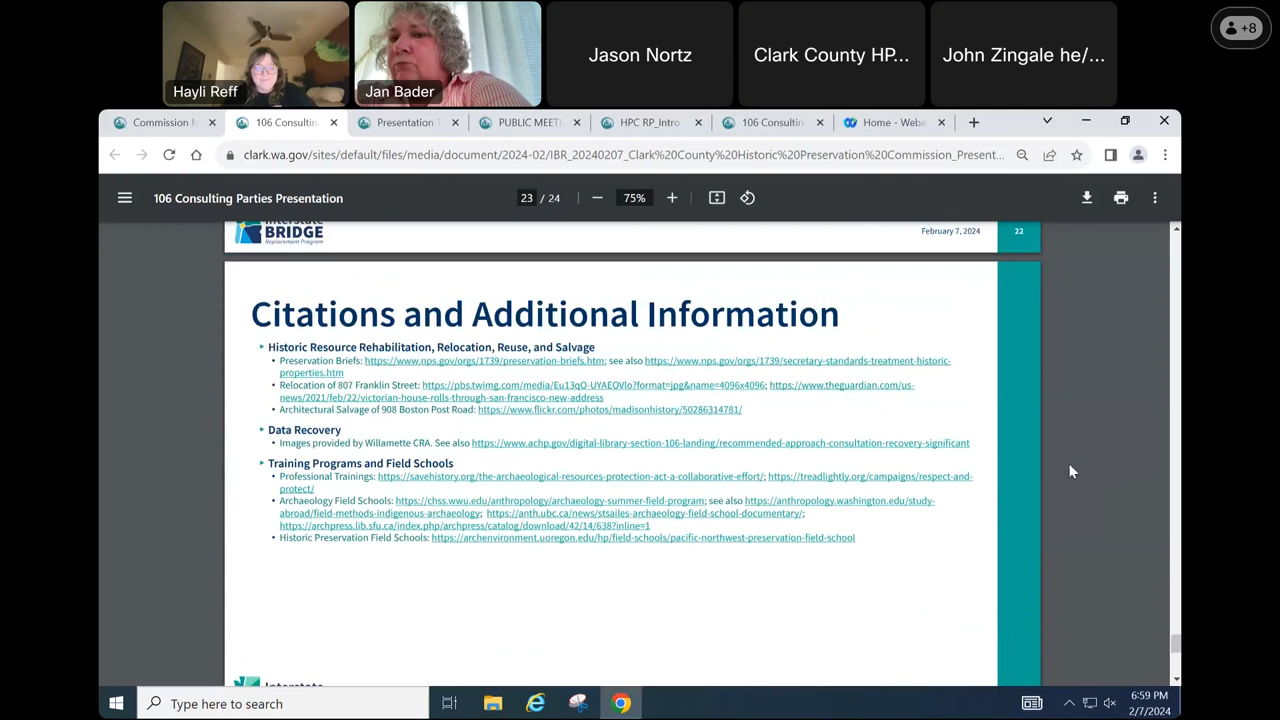 +8
Jason Nortz
Clark County HP...
John Zingale he/...
Hayli Reff
Jan Bader
Commission M
106 Consultin
Presentation T
PUBLIC MEET
HPC RP_Intro
106 Consultin
Home - Webe
clark.wa.gov/sites/default/files/media/document/2024-02/IBR_20240207_Clark%20County%20Historic%20Preservation%20Commission_Present...
106 Consulting Parties Presentation
23 / 24
75%
Interstate
BRIDGE
Replacement Program
February 7, 2024
22
Citations and Additional Information
Historic Resource Rehabilitation, Relocation, Reuse, and Salvage
• Preservation Briefs: https://www.nps.gov/orgs/1739/preservation-briefs.htm; see also https://www.nps.gov/orgs/1739/secretary-standards-treatment-historic-
properties.htm
• Relocation of 807 Franklin Street: https://pbs.twimg.com/media/Eu13qO-UYAEOVlo?format=jpg&name=4096x4096; https://www.theguardian.com/us-
news/2021/feb/22/victorian-house-rolls-through-san-francisco-new-address
• Architectural Salvage of 908 Boston Post Road: https://www.flickr.com/photos/madisonhistory/50286314781/
Data Recovery
• Images provided by Willamette CRA. See also https://www.achp.gov/digital-library-section-106-landing/recommended-approach-consultation-recovery-significant
Training Programs and Field Schools
• Professional Trainings: https://savehistory.org/the-archaeological-resources-protection-act-a-collaborative-effort/; https://treadlightly.org/campaigns/respect-and-
protect/
• Archaeology Field Schools: https://chss.wwu.edu/anthropology/archaeology-summer-field-program; see also https://anthropology.washington.edu/study-
abroad/field-methods-indigenous-archaeology; https://anth.ubc.ca/news/stsailes-archaeology-field-school-documentary/;
https://archpress.lib.sfu.ca/index.php/archpress/catalog/download/42/14/638?inline=1
• Historic Preservation Field Schools: https://archenvironment.uoregon.edu/hp/field-schools/pacific-northwest-preservation-field-school
Interstate
Type here to search
6:59 PM
2/7/2024